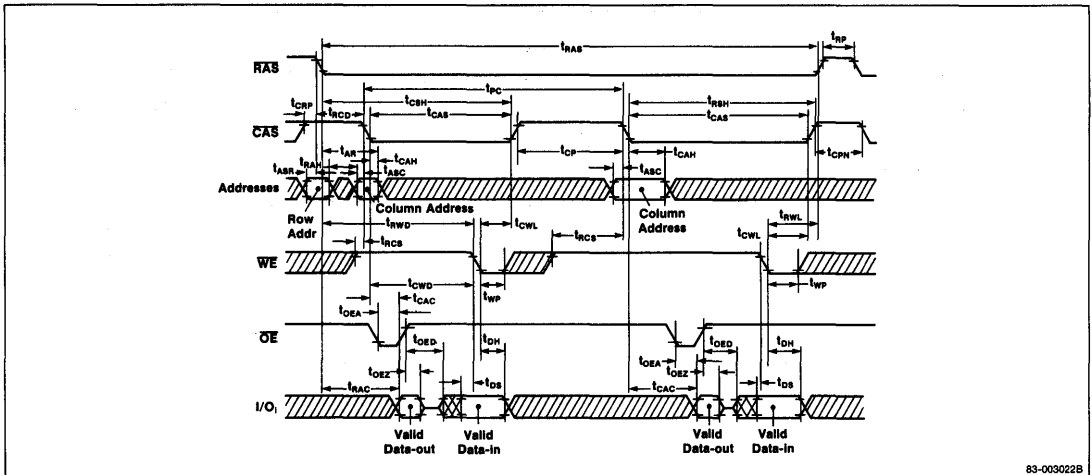 tRP
tRAS
RAS
tPC
tCSH
tRSH
tCRP
tRCD
tCAS
tCAS
CAS
tAR
tRAH
tCAH
tCP
tCAH
tCPN
tASR
tASC
tASC
Addresses
Row
Addr
Column Address
Column
Address
tRWD
tCWL
tRWL
tRCS
tRCS
tCWL
WE
tCWD
tWP
tWP
tCAC
tOEA
OE
tOED
tDH
tOEA
tOED
tDH
tOEZ
tOEZ
tRAC
tDS
tCAC
tDS
I/Oi
Valid
Data-out
Valid
Data-in
Valid
Data-out
Valid
Data-in
83-003022B